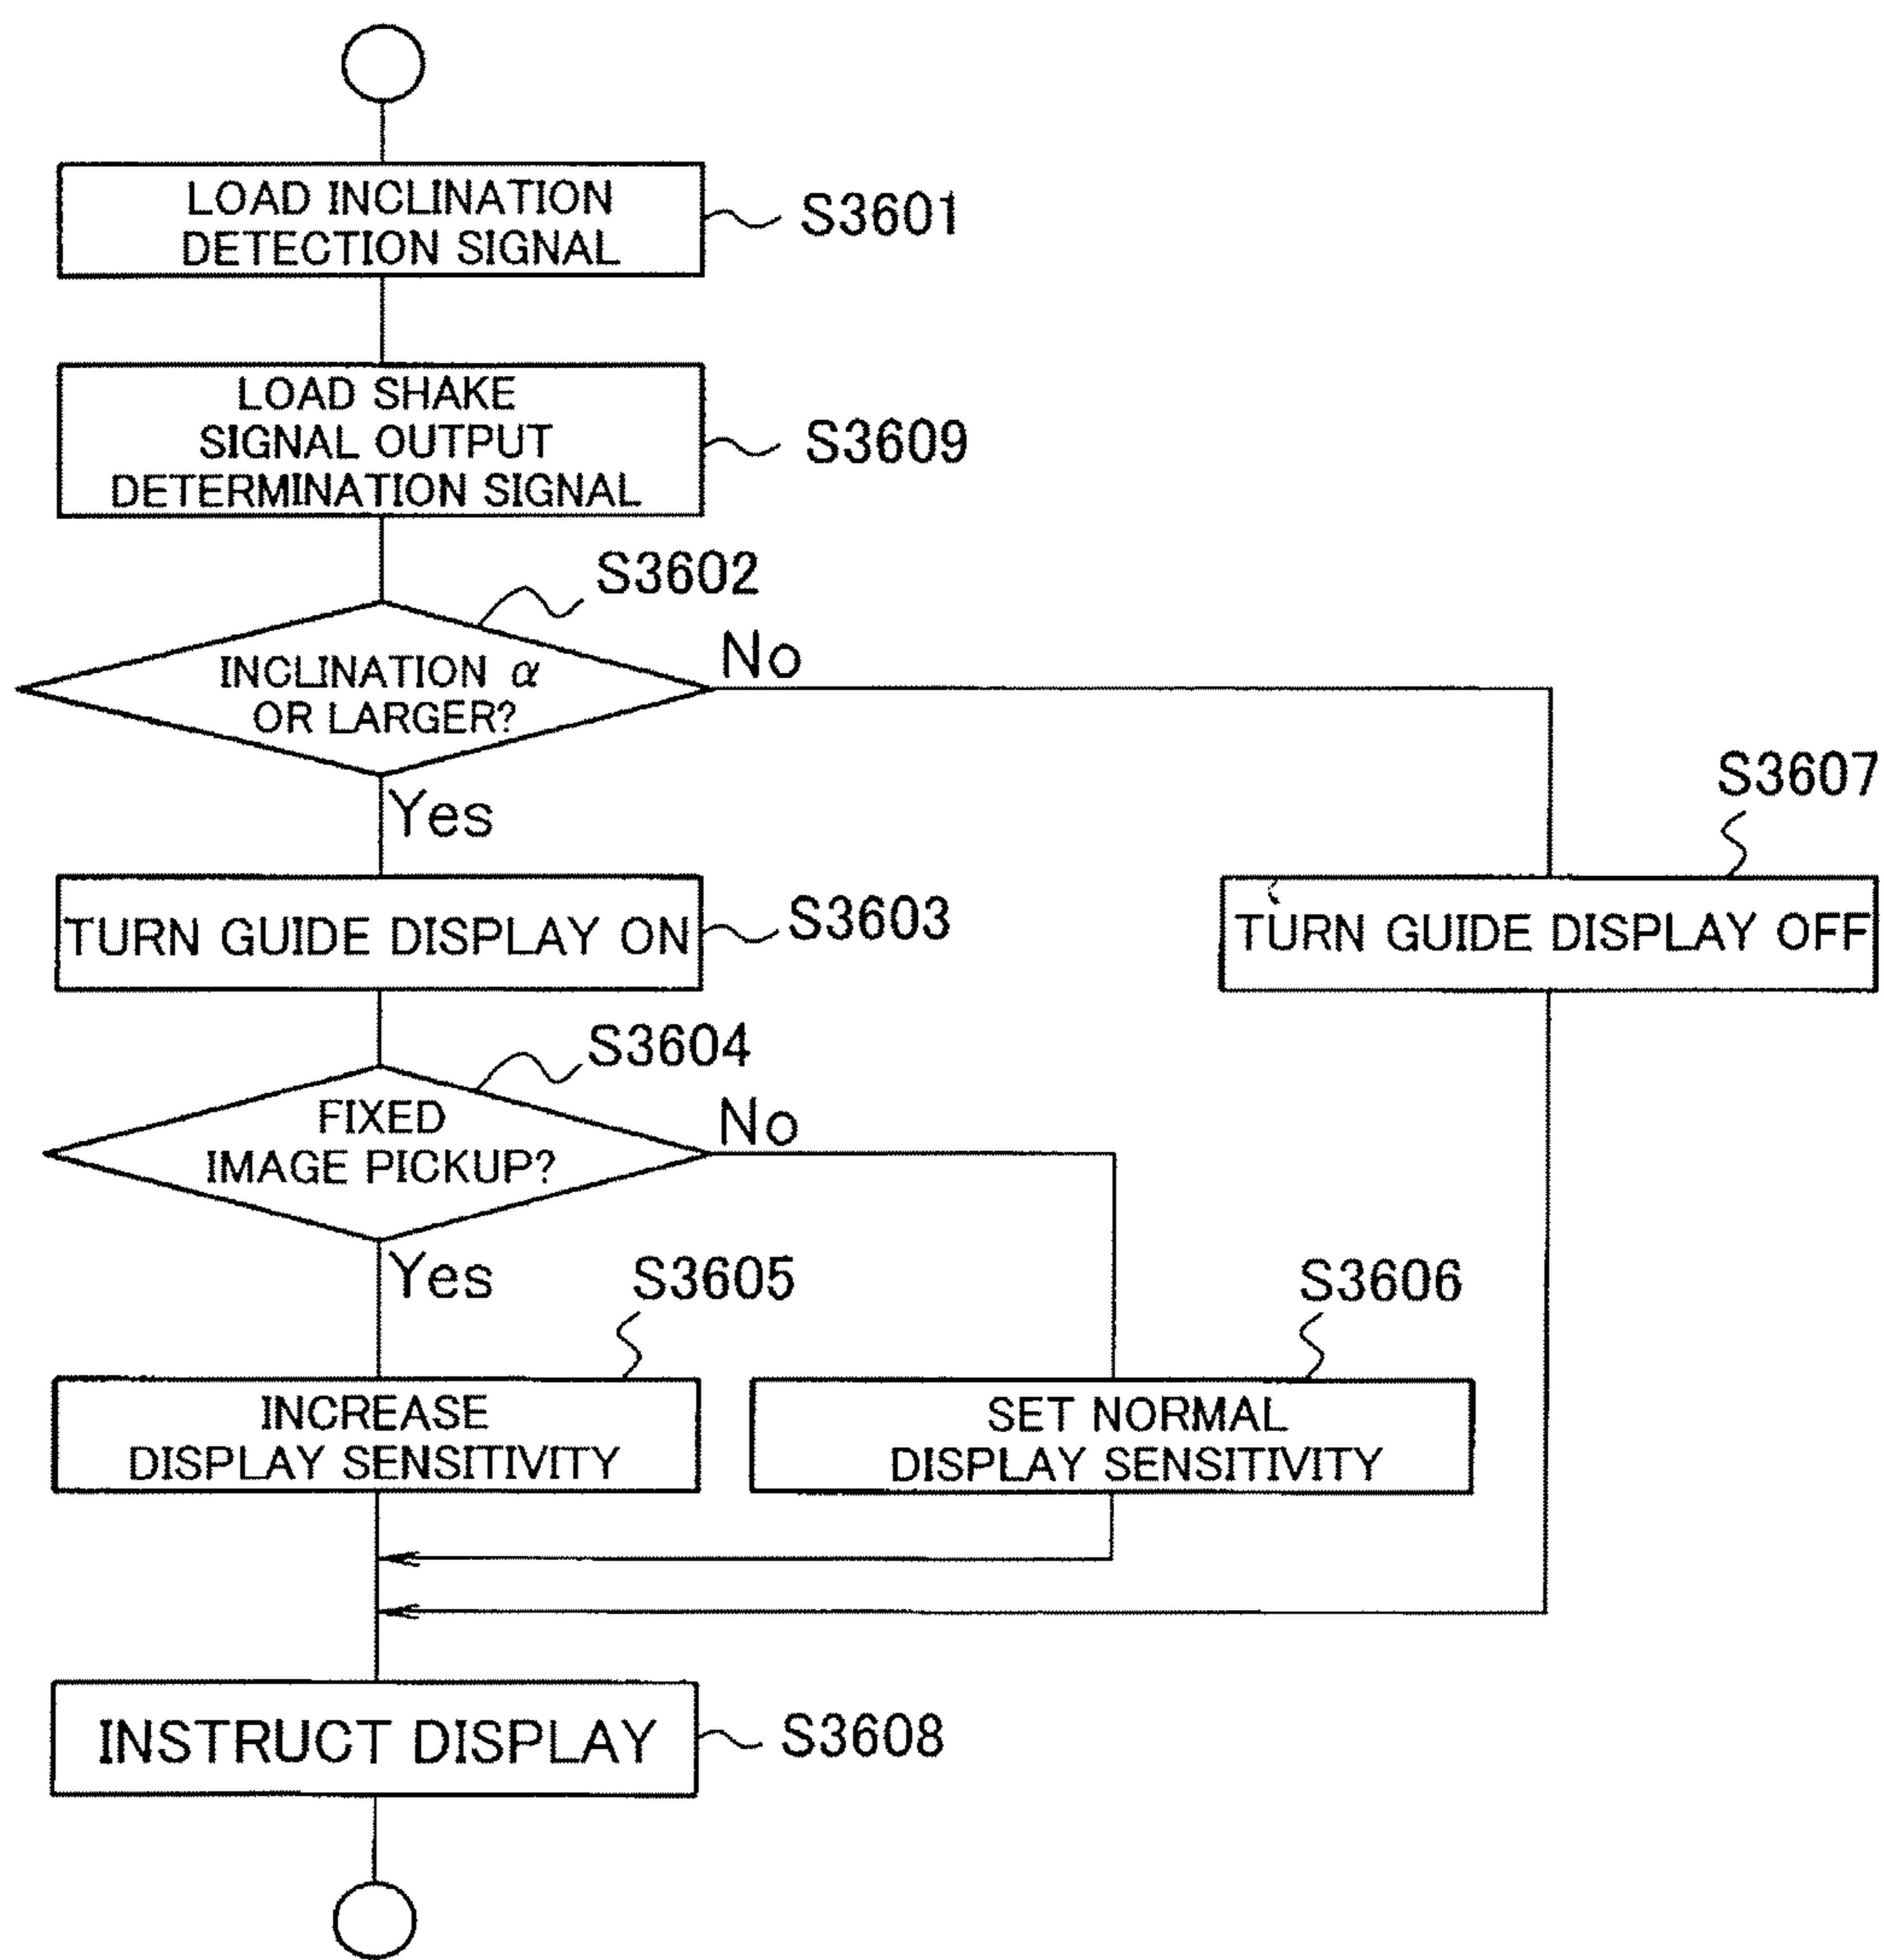 LOAD INCLINATION
DETECTION SIGNAL
S3601
LOAD SHAKE
SIGNAL OUTPUT
DETERMINATION SIGNAL
S3609
S3602
INCLINATION α
OR LARGER?
No
Yes
S3607
TURN GUIDE DISPLAY ON
S3603
TURN GUIDE DISPLAY OFF
S3604
FIXED
IMAGE PICKUP?
No
Yes
S3605
S3606
INCREASE
DISPLAY SENSITIVITY
SET NORMAL
DISPLAY SENSITIVITY
INSTRUCT DISPLAY
S3608